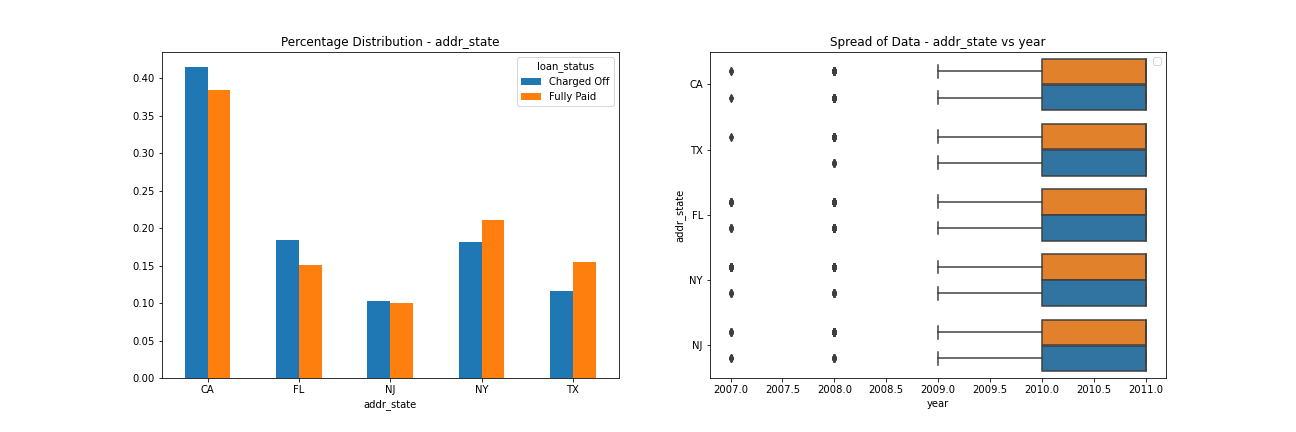 Percentage Distribution - addr_state
loan_status
Charged Off
Fully Paid
0.40
0.35
0.30
0.25
0.20
0.15
0.10
0.05
0.00
CA
FL
NJ
NY
TX
addr_state
Spread of Data - addr_state vs year
addr_state
CA
TX
FL
NY
NJ
2007.0
2007.5
2008.0
2008.5
2009.0
2009.5
2010.0
2010.5
2011.0
year